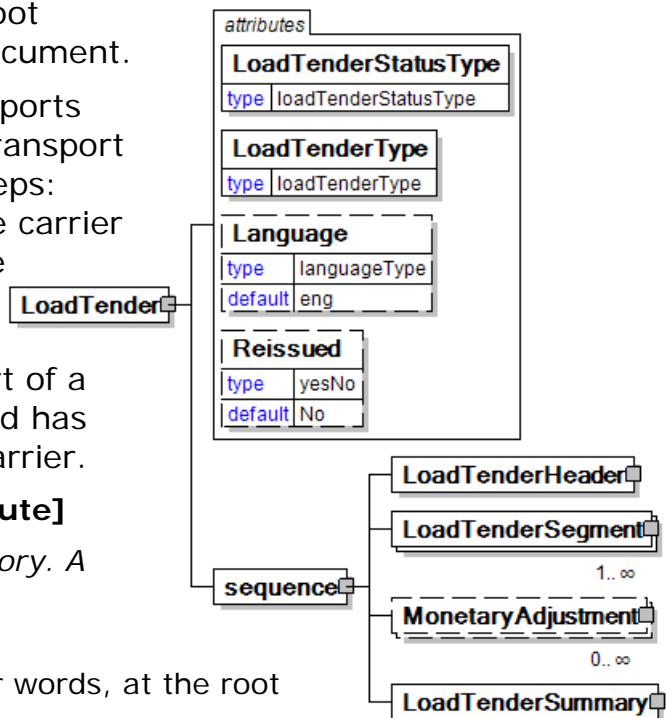 oot
cument.
ports
ransport
eps:
e carrier
e
rt of a
d has
arrier.
ute]
ory. A
r words, at the root
LoadTender
attributes
LoadTenderStatusType
type loadTenderStatusType
LoadTenderType
type loadTenderType
Language
type languageType
default eng
Reissued
type yesNo
default No
sequence
LoadTenderHeader
LoadTenderSegment
1.. ∞
MonetaryAdjustment
0.. ∞
LoadTenderSummary